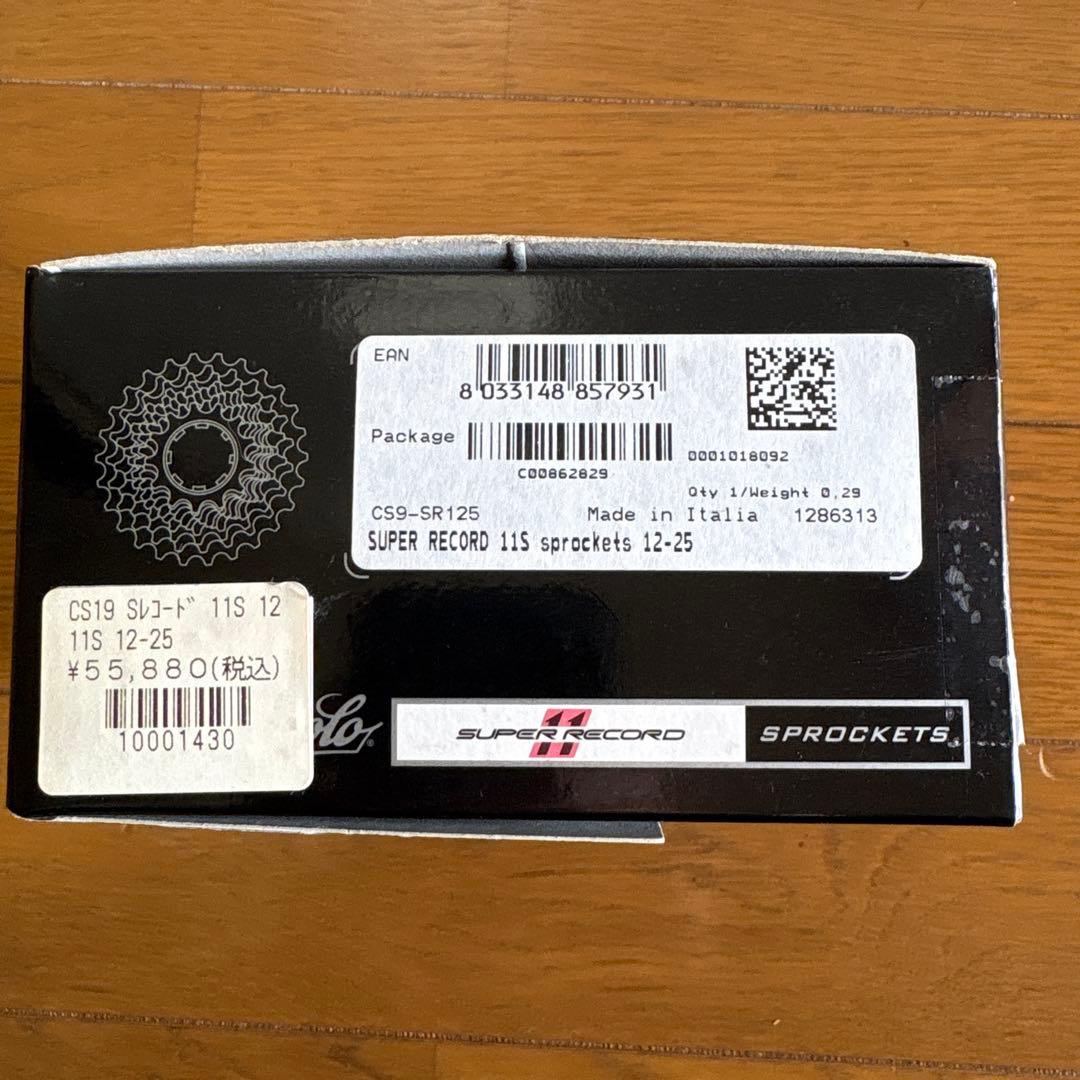 EAN
8 033148 857931
Package
C00862829
0001018092
Qty 1/Weight 0,29
CS9-SR125 Made in Italia 1286313
SUPER RECORD 11S sprockets 12-25
CS19 Sﾚｺｰﾄﾞ 11S 12
11S 12-25
¥55,880(税込)
10001430
olo
SUPER RECORD
11
SPROCKETS